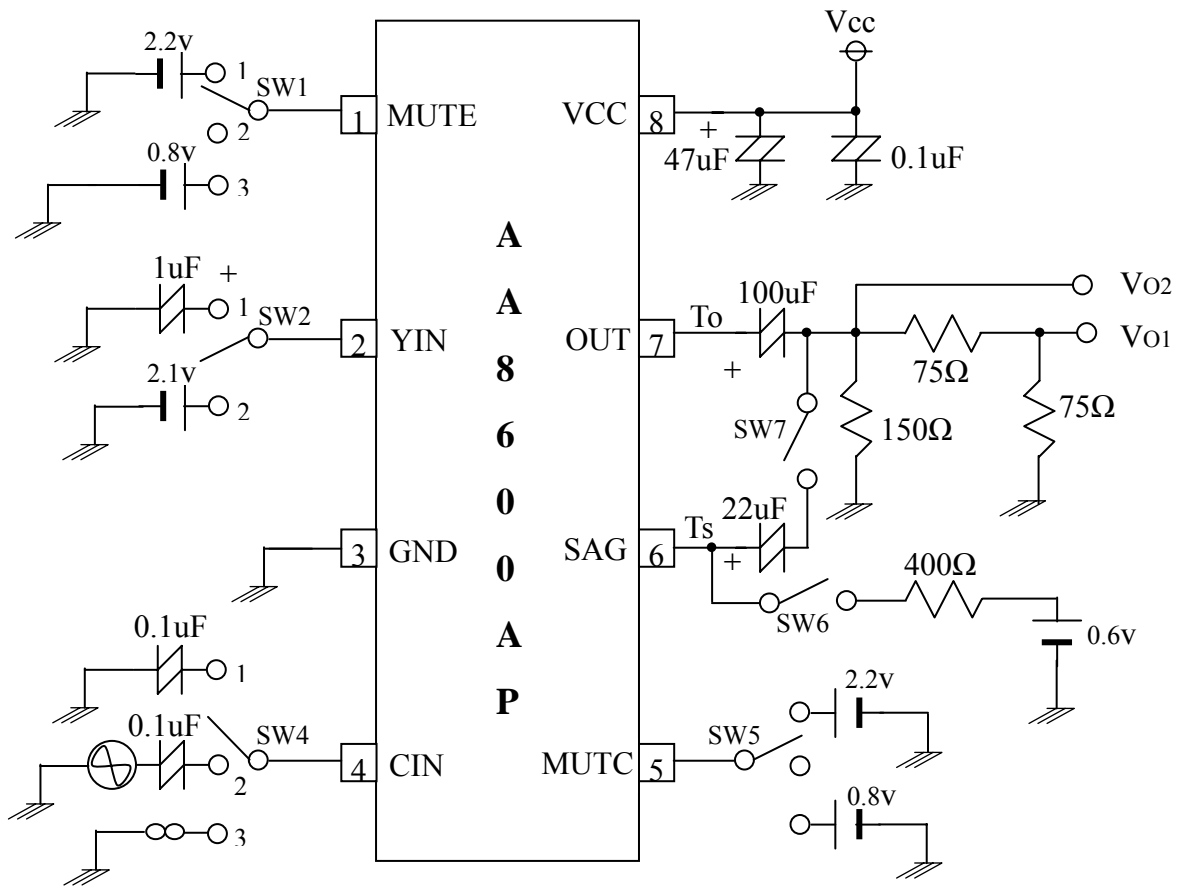 Vcc
2.2v
1
SW1
2
0.8v
3
1
MUTE
VCC
8
+
47uF
0.1uF
A
A
8
6
0
0
A
P
1uF
+
1
SW2
2.1v
2
2
YIN
OUT
7
To
100uF
+
VO2
VO1
75Ω
75Ω
150Ω
SW7
22uF
3
GND
SAG
6
Ts
+
400Ω
SW6
0.6v
0.1uF
1
0.1uF
SW4
2
3
4
CIN
MUTC
5
SW5
2.2v
0.8v